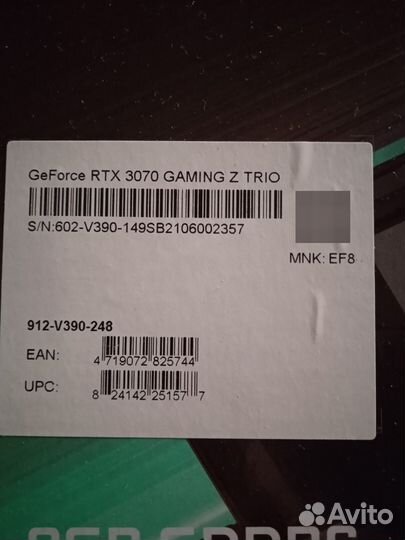 GeForce RTX 3070 GAMING Z TRIO
S/N:602-V390-149SB2106002357
MNK: EF8
912-V390-248
EAN: 4 719072 825744
UPC: 8 24142 25157 7
Avito